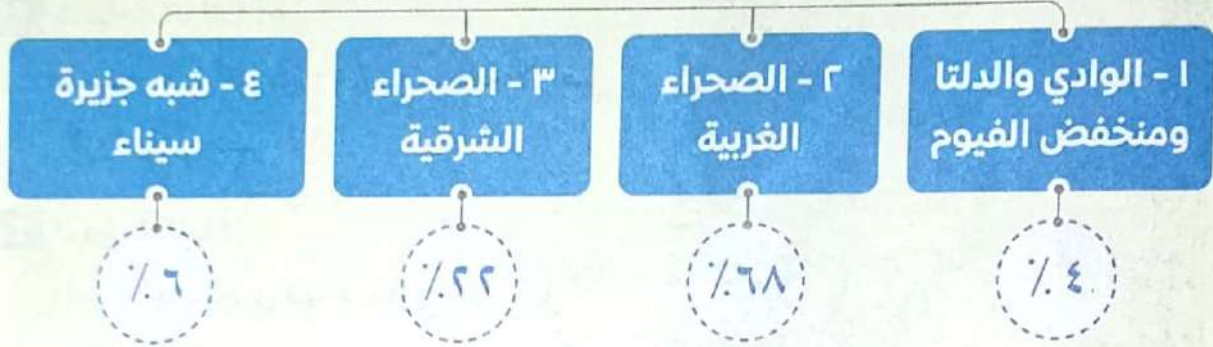 ١ - الوادي والدلتا
ومنخفض الفيوم
٢ - الصحراء
الغربية
٣ - الصحراء
الشرقية
٤ - شبه جزيرة
سيناء
٤٪
٦٨٪
٢٢٪
٦٪